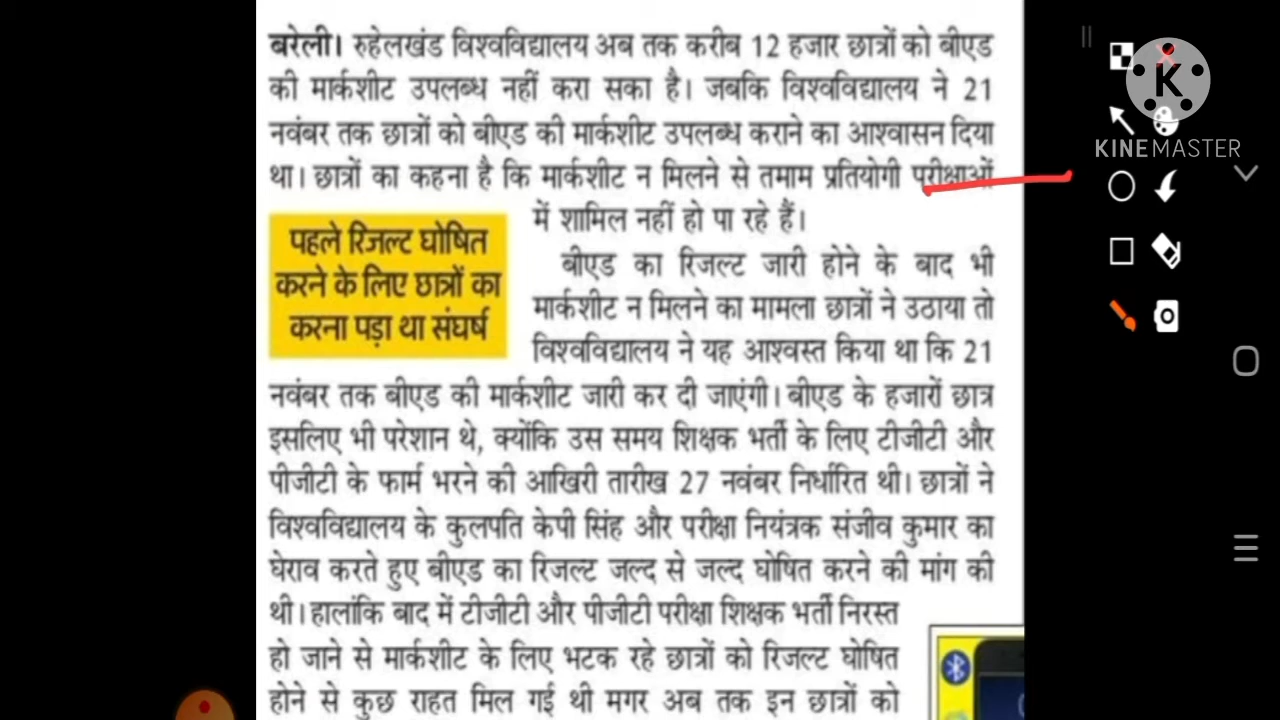 बरेली। रुहेलखंड विश्वविद्यालय अब तक करीब 12 हजार छात्रों को बीएड
की मार्कशीट उपलब्ध नहीं करा सका है। जबकि विश्वविद्यालय ने 21
नवंबर तक छात्रों को बीएड की मार्कशीट उपलब्ध कराने का आश्वासन दिया
था। छात्रों का कहना है कि मार्कशीट न मिलने से तमाम प्रतियोगी परीक्षाओं
में शामिल नहीं हो पा रहे हैं।
पहले रिजल्ट घोषित
करने के लिए छात्रों का
करना पड़ा था संघर्ष
बीएड का रिजल्ट जारी होने के बाद भी
मार्कशीट न मिलने का मामला छात्रों ने उठाया तो
विश्वविद्यालय ने यह आश्वस्त किया था कि 21
नवंबर तक बीएड की मार्कशीट जारी कर दी जाएंगी। बीएड के हजारों छात्र
इसलिए भी परेशान थे, क्योंकि उस समय शिक्षक भर्ती के लिए टीजीटी और
पीजीटी के फार्म भरने की आखिरी तारीख 27 नवंबर निर्धारित थी। छात्रों ने
विश्वविद्यालय के कुलपति केपी सिंह और परीक्षा नियंत्रक संजीव कुमार का
घेराव करते हुए बीएड का रिजल्ट जल्द से जल्द घोषित करने की मांग की
थी। हालांकि बाद में टीजीटी और पीजीटी परीक्षा शिक्षक भर्ती निरस्त
हो जाने से मार्कशीट के लिए भटक रहे छात्रों को रिजल्ट घोषित
होने से कुछ राहत मिल गई थी मगर अब तक इन छात्रों को
K
KINEMASTER